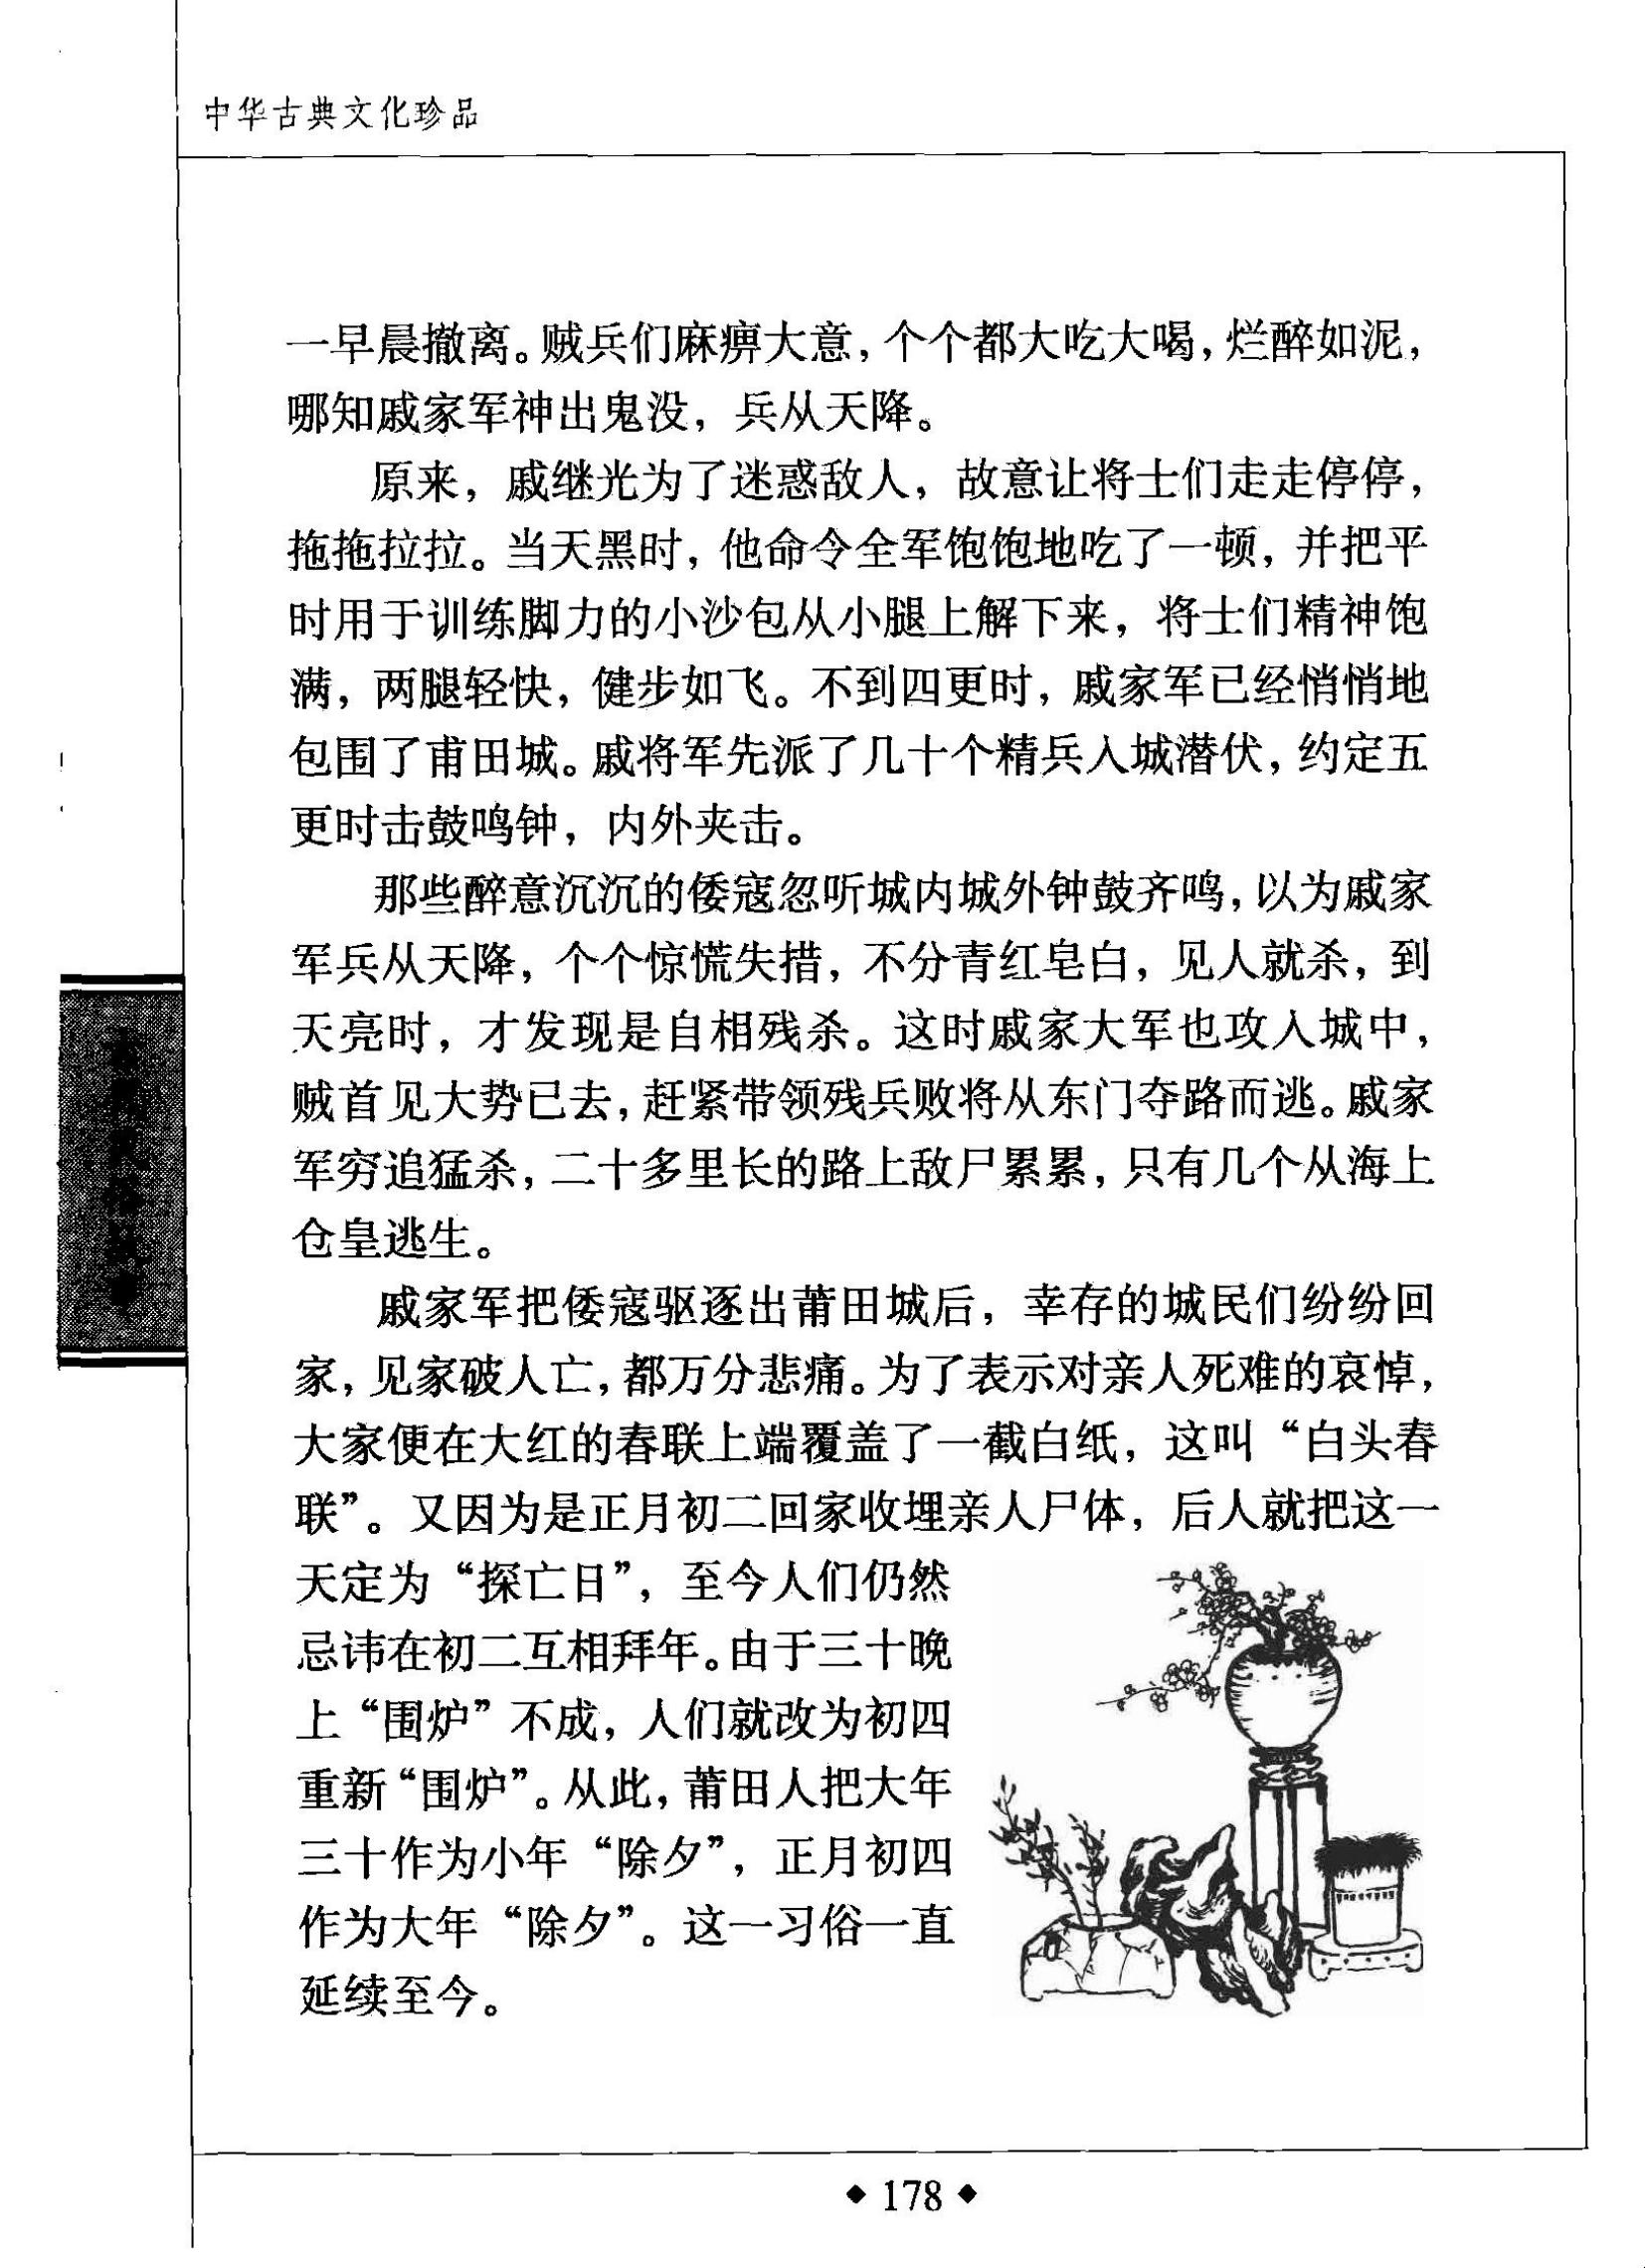 中华古典文化珍品
一早晨撤离。贼兵们麻痹大意，个个都大吃大喝，烂醉如泥，
哪知戚家军神出鬼没，兵从天降。
原来，戚继光为了迷惑敌人，故意让将士们走走停停，
拖拖拉拉。当天黑时，他命令全军饱饱地吃了一顿，并把平
时用于训练脚力的小沙包从小腿上解下来，将士们精神饱
满，两腿轻快，健步如飞。不到四更时，戚家军已经悄悄地
包围了甫田城。戚将军先派了几十个精兵入城潜伏，约定五
更时击鼓鸣钟，内外夹击。
那些醉意沉沉的倭寇忽听城内城外钟鼓齐鸣，以为戚家
军兵从天降，个个惊慌失措，不分青红皂白，见人就杀，到
天亮时，才发现是自相残杀。这时戚家大军也攻入城中，
贼首见大势已去，赶紧带领残兵败将从东门夺路而逃。戚家
军穷追猛杀，二十多里长的路上敌尸累累，只有几个从海上
仓皇逃生。
戚家军把倭寇驱逐出莆田城后，幸存的城民们纷纷回
家，见家破人亡，都万分悲痛。为了表示对亲人死难的哀悼，
大家便在大红的春联上端覆盖了一截白纸，这叫“白头春
联”。又因为是正月初二回家收埋亲人尸体，后人就把这一
天定为“探亡日”，至今人们仍然
忌讳在初二互相拜年。由于三十晚
上“围炉”不成，人们就改为初四
重新“围炉”。从此，莆田人把大年
三十作为小年“除夕”，正月初四
作为大年“除夕”。这一习俗一直
延续至今。
◆ 178 ◆